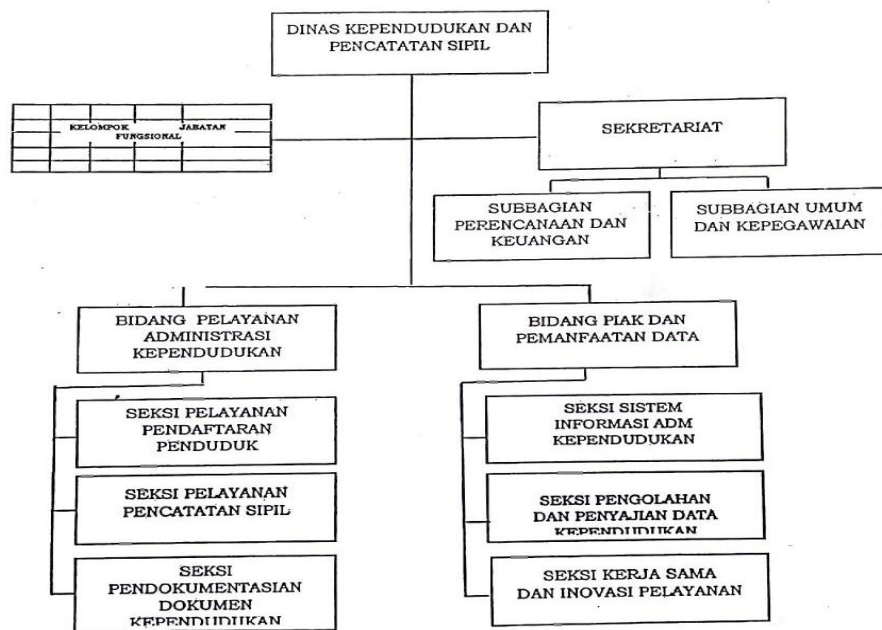 DINAS KEPENDUDUKAN DAN
PENCATATAN SIPIL
KELOMPOK JABATAN
FUNGSIONAL
SEKRETARIAT
SUBBAGIAN
PERENCANAAN DAN
KEUANGAN
SUBBAGIAN UMUM
DAN KEPEGAWAIAN
BIDANG PELAYANAN
ADMINISTRASI
KEPENDUDUKAN
BIDANG PIAK DAN
PEMANFAATAN DATA
SEKSI PELAYANAN
PENDAFTARAN
PENDUDUK
SEKSI SISTEM
INFORMASI ADM
KEPENDUDUKAN
SEKSI PELAYANAN
PENCATATAN SIPIL
SEKSI PENGOLAHAN
DAN PENYAJIAN DATA
KEPENDUDUKAN
SEKSI
PENDOKUMENTASIAN
DOKUMEN
KEPENDUDUKAN
SEKSI KERJA SAMA
DAN INOVASI PELAYANAN